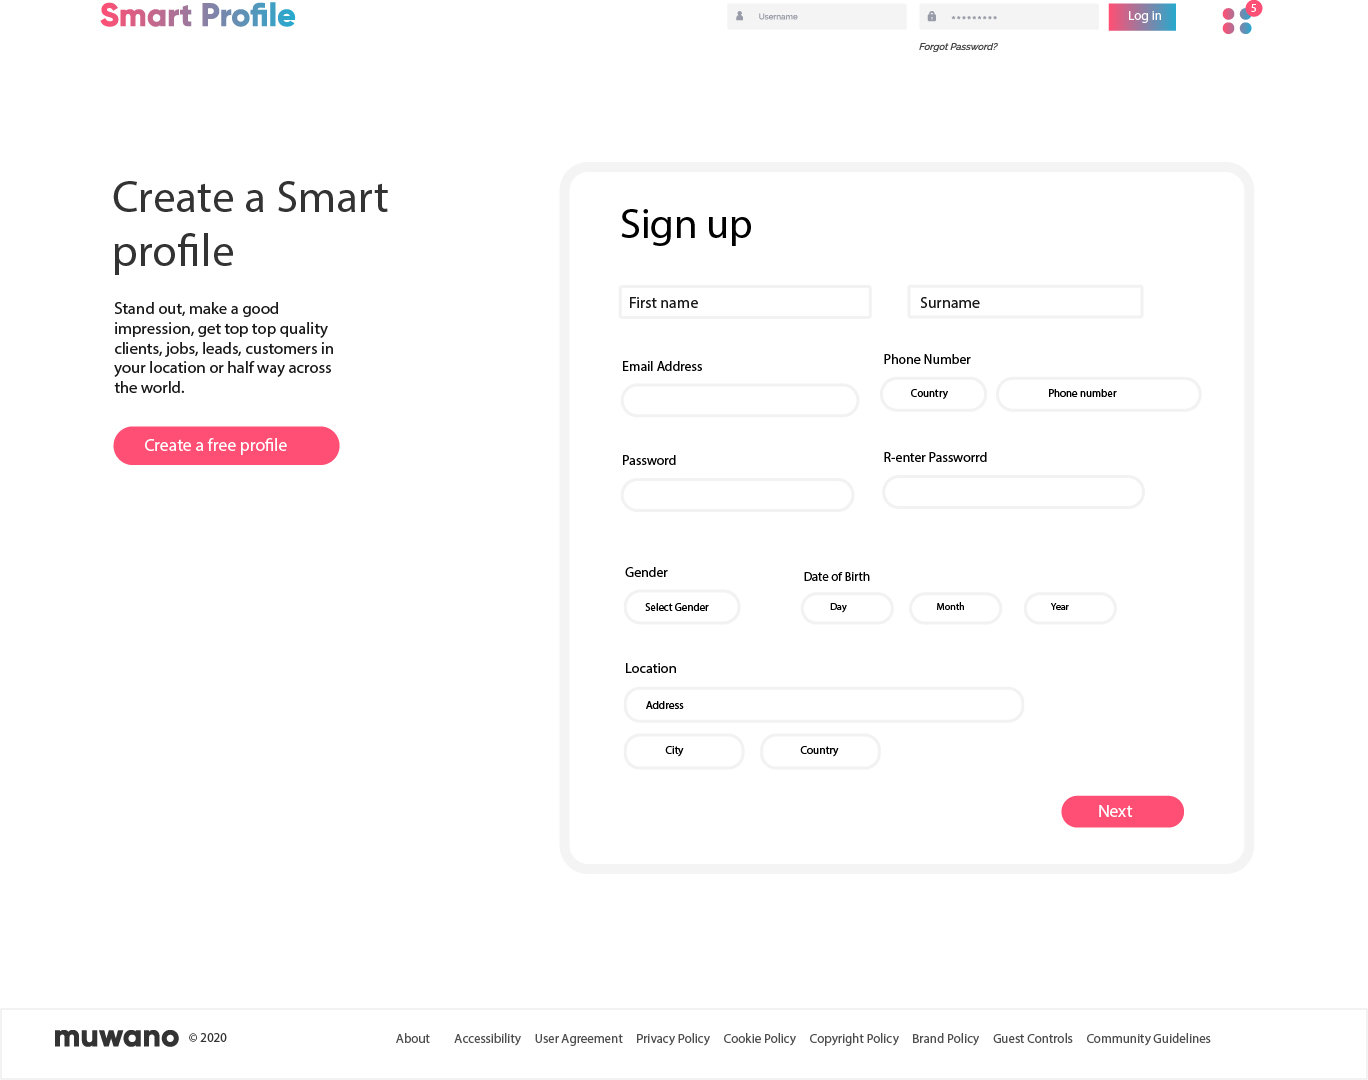 Smart Profile
Username
*********
Log in
5
Forgot Password?
Create a Smart
profile
Stand out, make a good
impression, get top top quality
clients, jobs, leads, customers in
your location or half way across
the world.
Create a free profile
Sign up
First name
Surname
Email Address
Phone Number
Country
Phone number
Password
R-enter Passworrd
Gender
Select Gender
Date of Birth
Day
Month
Year
Location
Address
City
Country
Next
muwano © 2020
About
Accessibility
User Agreement
Privacy Policy
Cookie Policy
Copyright Policy
Brand Policy
Guest Controls
Community Guidelines